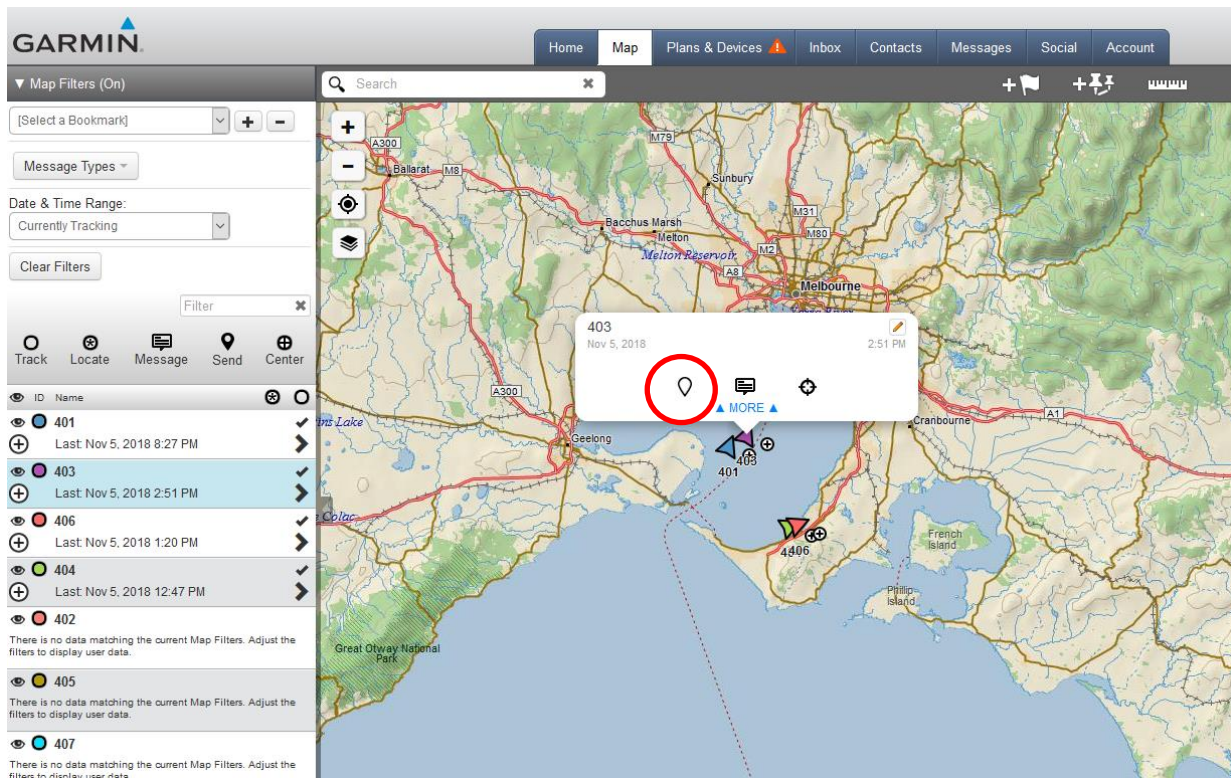 GARMIN.
Home Map Plans & Devices Inbox Contacts Messages Social Account
▼ Map Filters (On)
Search
[Select a Bookmark]
Message Types
Date & Time Range:
Currently Tracking
Clear Filters
Filter
Track Locate Message Send Center
ID Name
401
Last: Nov 5, 2018 8:27 PM
403
Last: Nov 5, 2018 2:51 PM
406
Last: Nov 5, 2018 1:20 PM
404
Last: Nov 5, 2018 12:47 PM
402
There is no data matching the current Map Filters. Adjust the
filters to display user data.
405
There is no data matching the current Map Filters. Adjust the
filters to display user data.
407
There is no data matching the current Map Filters. Adjust the
filters to display user data.
M79
A300
Ballarat
M8
Sunbury
M31
Bacchus Marsh
M80
Melton
M2
Melton Reservoir
A8
Melbourne
403
Nov 5, 2018 2:51 PM
▲ MORE ▲
A300
A1
Cranbourne
Geelong
403
401
406
French
Island
Phillip
Island
Great Otway National
Park